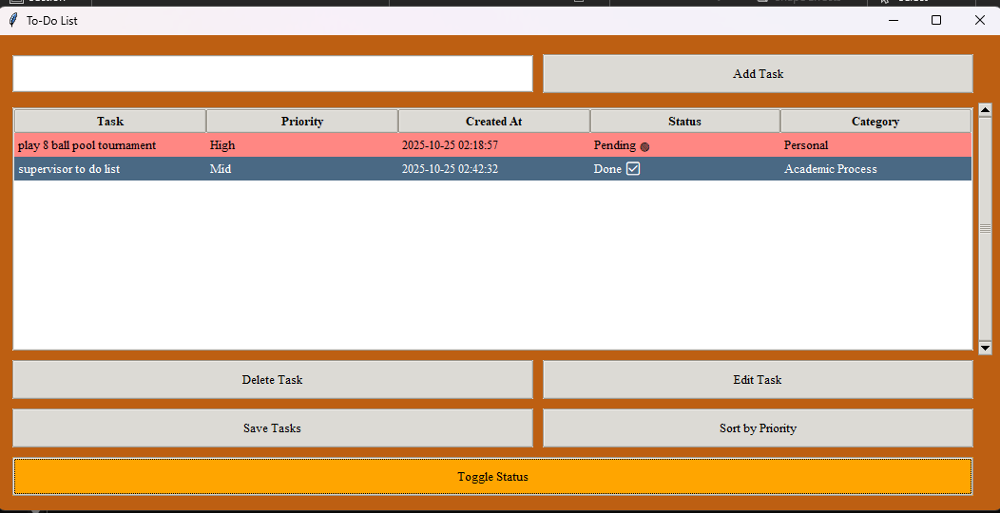 To-Do List
Add Task
Task Priority Created At Status Category
play 8 ball pool tournament High 2025-10-25 02:18:57 Pending Personal
supervisor to do list Mid 2025-10-25 02:42:32 Done Academic Process
Delete Task Edit Task
Save Tasks Sort by Priority
Toggle Status